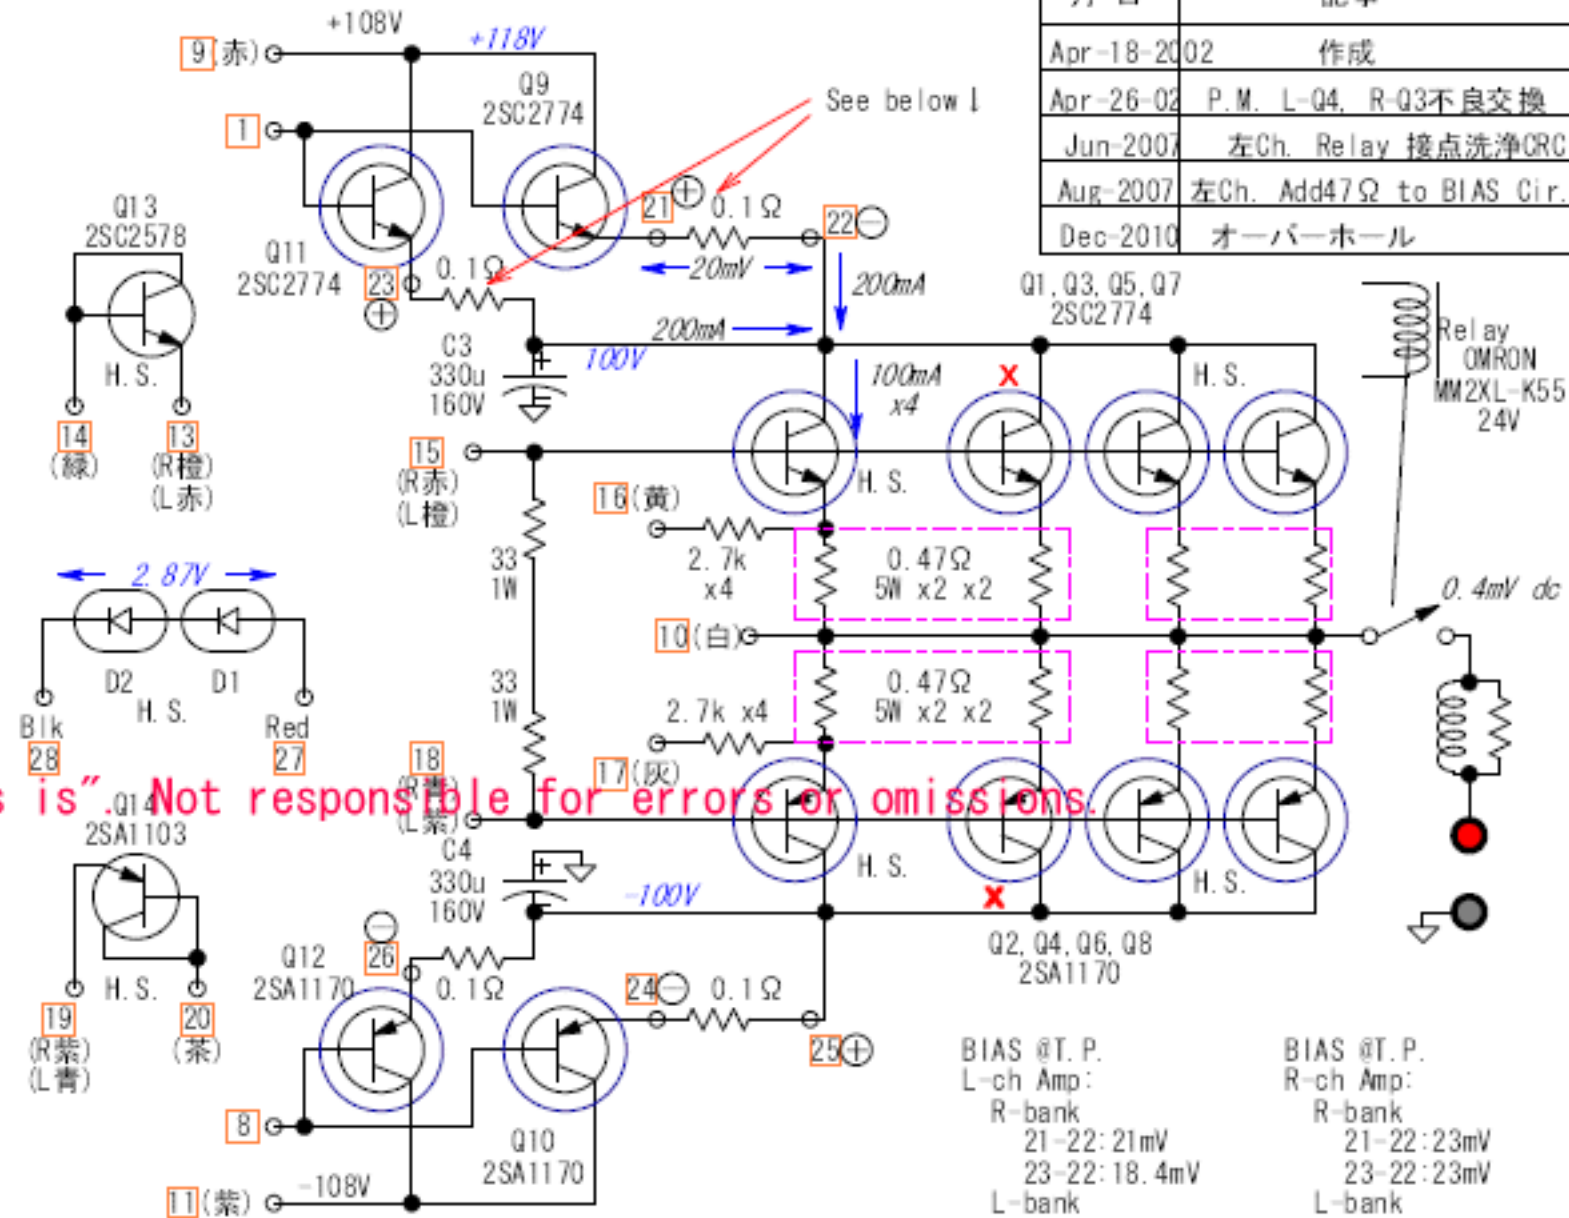 +108V
+118V
9(赤)
Q9
2SC2774
See below↓
1
Apr-18-2002 作成
Apr-26-02 P.M. L-Q4, R-Q3不良交換
Jun-2007 左Ch. Relay 接点洗浄CRC
Aug-2007 左Ch. Add47Ω to BIAS Cir.
Dec-2010 オーバーホール
Q13
2SC2578
H.S.
14
(緑)
13
(R橙)
(L赤)
Q11
2SC2774
23
⊕
0.1Ω
21⊕
0.1Ω
22⊖
20mV
200mA
200mA
100V
C3
330u
160V
Q1,Q3,Q5,Q7
2SC2774
100mA
x4
x
H.S.
H.S.
Relay
OMRON
MM2XL-K55
24V
15
(R赤)
(L橙)
16(黄)
2.7k
x4
33
1W
0.47Ω
5W x2 x2
10(白)
0.4mV dc
33
1W
0.47Ω
5W x2 x2
2.7k x4
17(灰)
2.87V
D2
D1
H.S.
Blk
28
Red
27
18
(R青)
(L紫)
s is". Not responsible for errors or omissions.
Q14
2SA1103
H.S.
19
(R紫)
(L青)
20
(茶)
C4
330u
160V
-100V
H.S.
H.S.
x
Q2,Q4,Q6,Q8
2SA1170
⊖
26
Q12
2SA1170
0.1Ω
24⊖
0.1Ω
25⊕
8
Q10
2SA1170
11(紫)
-108V
BIAS @T.P.
L-ch Amp:
R-bank
21-22:21mV
23-22:18.4mV
L-bank
BIAS @T.P.
R-ch Amp:
R-bank
21-22:23mV
23-22:23mV
L-bank